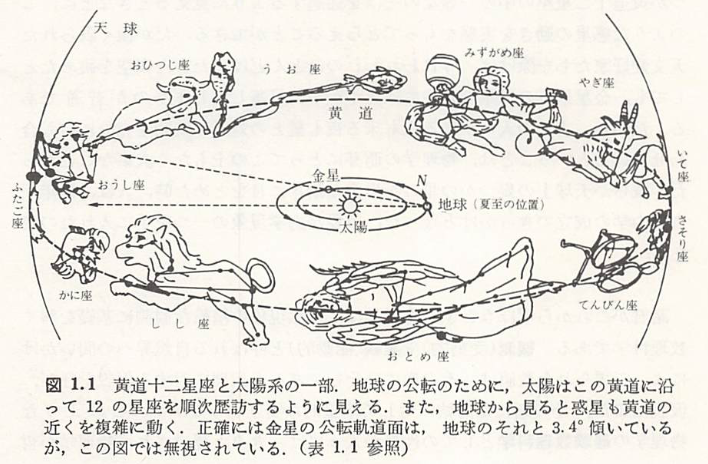 天 球
みずがめ座
おひつじ座
お 座
やぎ座
黄 道
いて座
金星
N
おうし座
ふたご座
地球(夏至の位置)
太陽
さそり座
かに座
しし座
てんびん座
おとめ座
図 1.1 黄道十二星座と太陽系の一部.地球の公転のために,太陽はこの黄道に沿
って 12 の星座を順次歴訪するように見える.また,地球から見ると惑星も黄道の
近くを複雑に動く.正確には金星の公転軌道面は,地球のそれと 3.4° 傾いている
が,この図では無視されている.(表 1.1 参照)